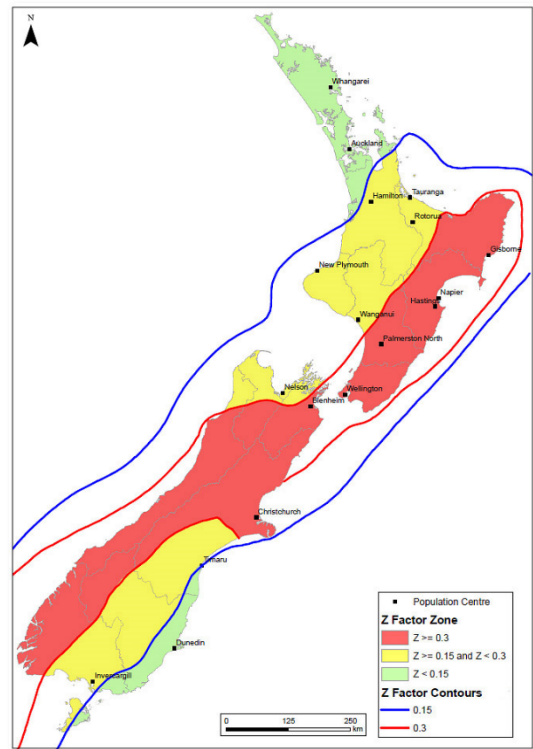 N
Whangarei
Auckland
Hamilton
Tauranga
Rotorua
Gisborne
New Plymouth
Napier
Hastings
Wanganui
Palmerston North
Nelson
Wellington
Blenheim
Christchurch
Timaru
Dunedin
Invercargill
Population Centre
Z Factor Zone
Z >= 0.3
Z >= 0.15 and Z < 0.3
Z < 0.15
Z Factor Contours
0.15
0.3
0 125 250
km